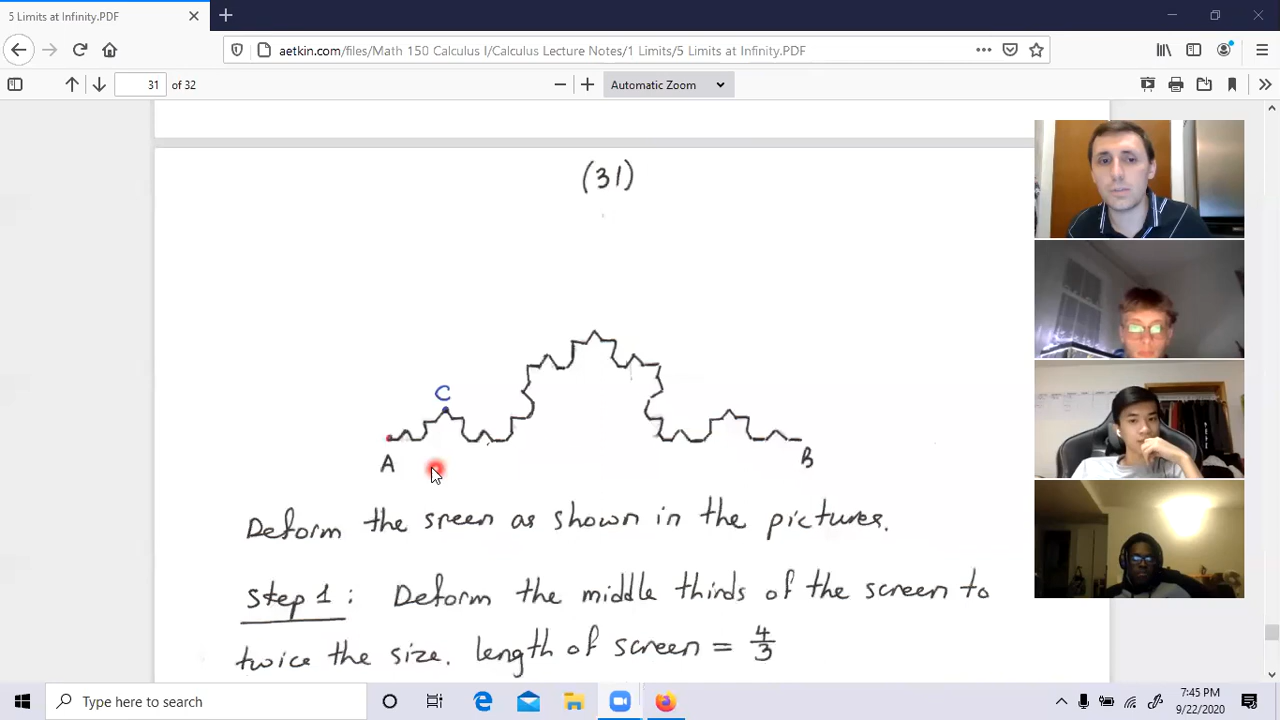 5 Limits at Infinity.PDF
aetkin.com/files/Math 150 Calculus I/Calculus Lecture Notes/1 Limits/5 Limits at Infinity.PDF
31 of 32
Automatic Zoom
(31)
C
A
B
Deform the sreen as shown in the pictures.
Step 1: Deform the middle thirds of the screen to
twice the size. length of screen = 4/3
Type here to search
7:45 PM
9/22/2020